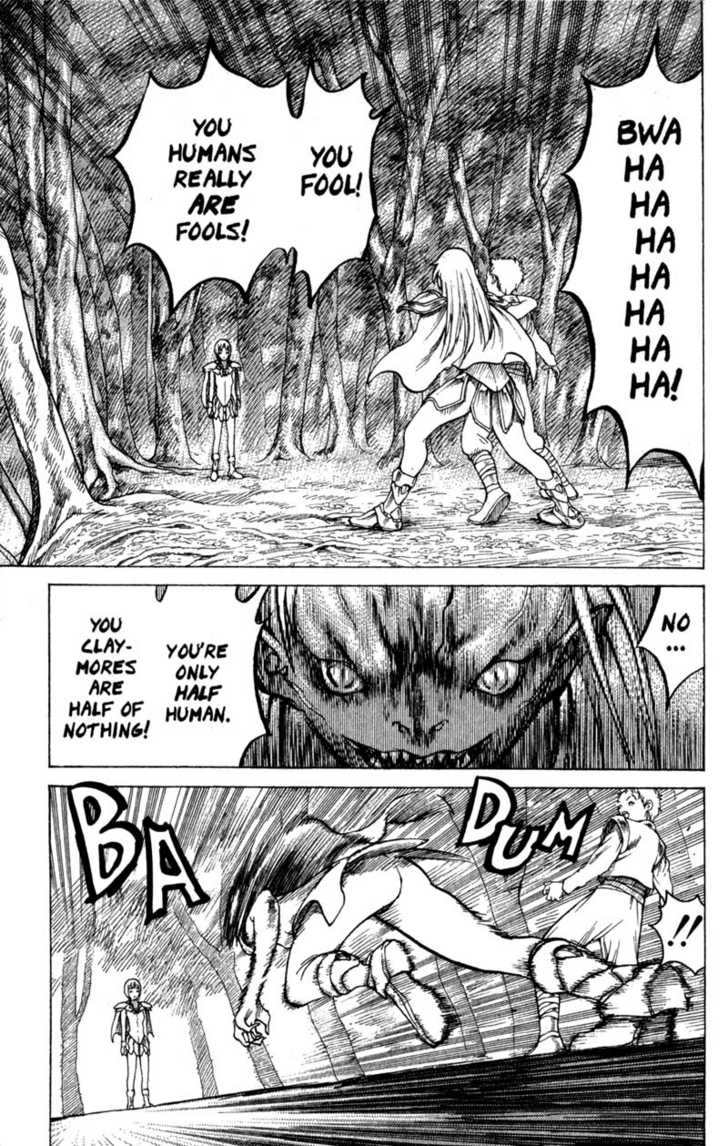 BWA
HA
HA
HA
HA
HA
HA
HA!
YOU
FOOL!
YOU
HUMANS
REALLY
ARE
FOOLS!
NO
...
YOU'RE
ONLY
HALF
HUMAN.
YOU
CLAY-
MORES
ARE
HALF OF
NOTHING!
BA
DUM
!!